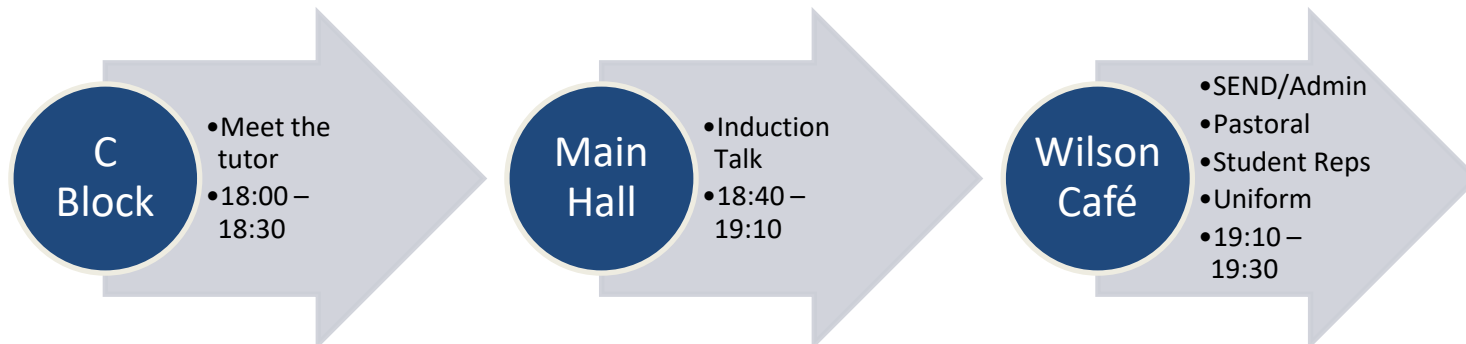 C
Block
•Meet the
tutor
•18:00 –
18:30
Main
Hall
•Induction
Talk
•18:40 –
19:10
Wilson
Café
•SEND/Admin
•Pastoral
•Student Reps
•Uniform
•19:10 –
19:30